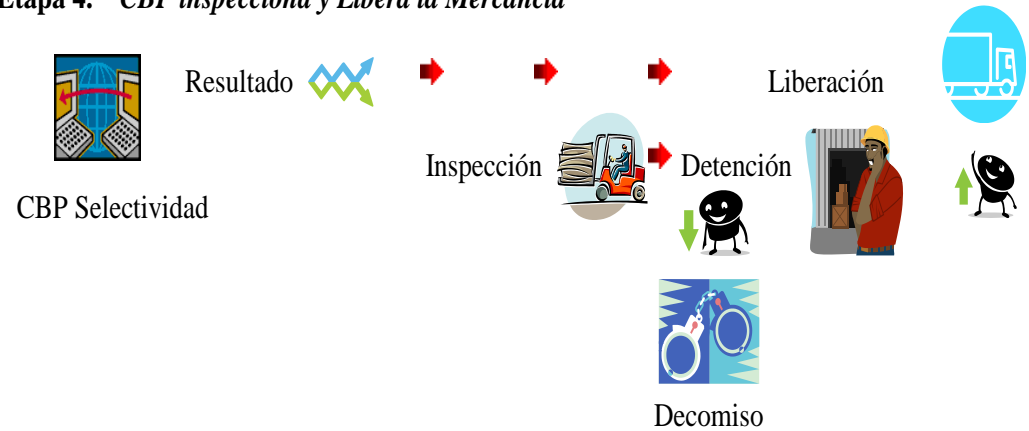 Etapa 4. CBP inspecciona y Libera la Mercancía
Resultado
Liberación
Inspección
Detención
CBP Selectividad
Decomiso